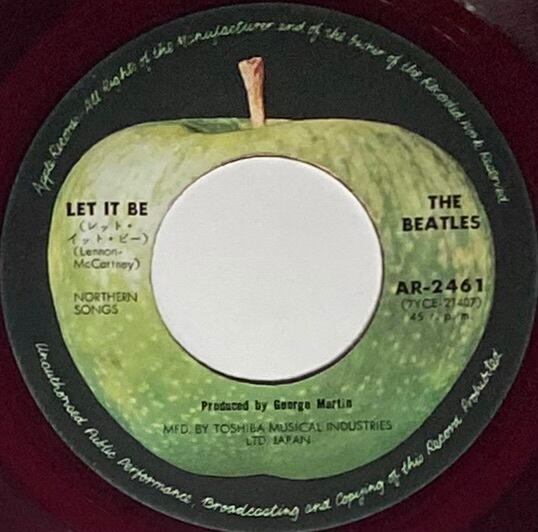 Apple Records. All Rights of the Manufacturer and of the Owner of the Recorded Work Reserved
LET IT BE
(レット・
イット・ビー)
(Lennon-
McCartney)
NORTHERN
SONGS
THE
BEATLES
AR-2461
(7YCE-21407)
45 r.p.m.
Produced by George Martin
MFD. BY TOSHIBA MUSICAL INDUSTRIES
LTD. JAPAN
Unauthorised Public Performance, Broadcasting and Copying of this Record Prohibited